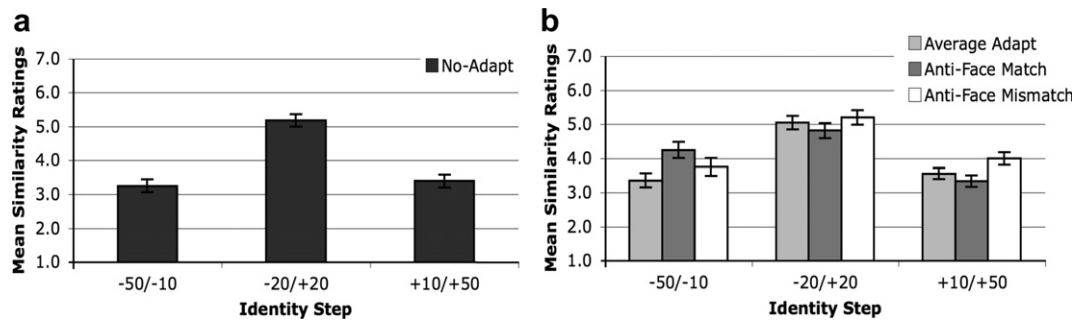 a
Mean Similarity Ratings
7.0
6.0
5.0
4.0
3.0
2.0
1.0
No-Adapt
-50/-10 -20/+20 +10/+50
Identity Step
b
Mean Similarity Ratings
7.0
6.0
5.0
4.0
3.0
2.0
1.0
Average Adapt
Anti-Face Match
Anti-Face Mismatch
-50/-10 -20/+20 +10/+50
Identity Step